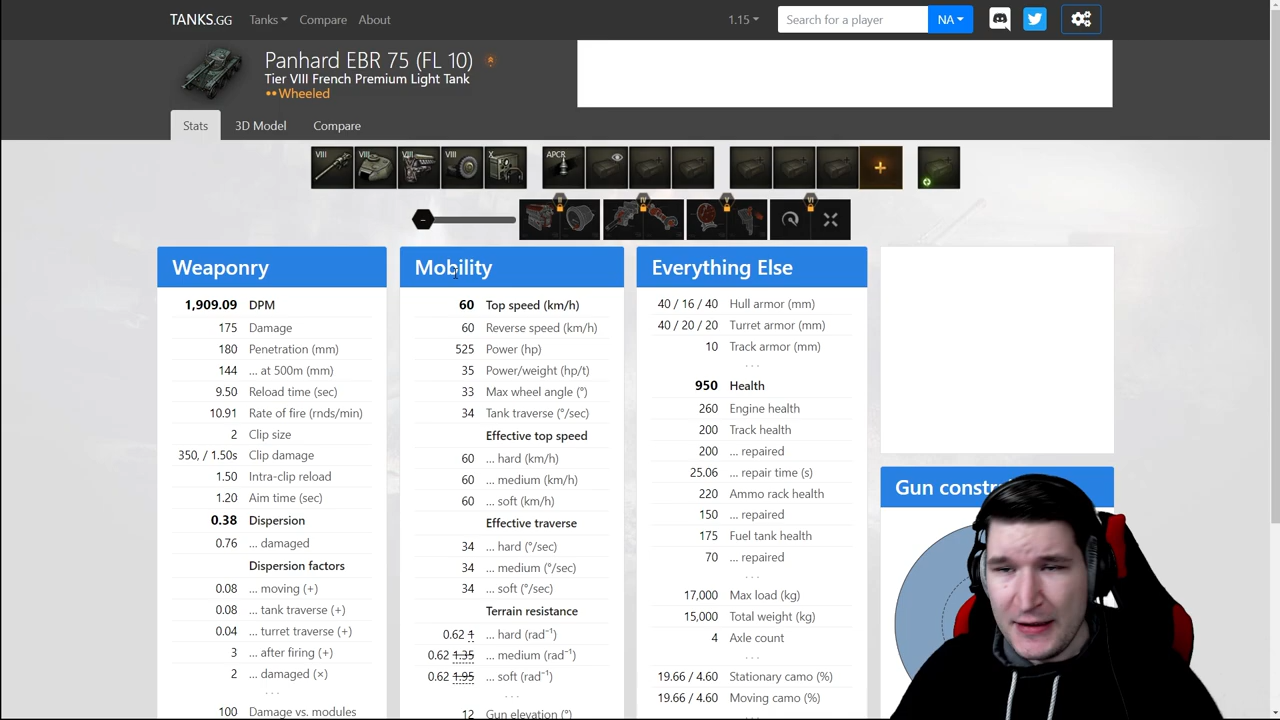 TANKS.GG Tanks Compare About 1.15 Search for a player NA
Panhard EBR 75 (FL 10)
Tier VIII French Premium Light Tank
Wheeled
Stats 3D Model Compare
VIII VIII VIII VIII X APCR
II IV V VI
Weaponry
1,909.09 DPM
175 Damage
180 Penetration (mm)
144 ... at 500m (mm)
9.50 Reload time (sec)
10.91 Rate of fire (rnds/min)
2 Clip size
350, / 1.50s Clip damage
1.50 Intra-clip reload
1.20 Aim time (sec)
0.38 Dispersion
0.76 ... damaged
Dispersion factors
0.08 ... moving (+)
0.08 ... tank traverse (+)
0.04 ... turret traverse (+)
3 ... after firing (+)
2 ... damaged (×)
...
100 Damage vs. modules
Mobility
60 Top speed (km/h)
60 Reverse speed (km/h)
525 Power (hp)
35 Power/weight (hp/t)
33 Max wheel angle (°)
34 Tank traverse (°/sec)
Effective top speed
60 ... hard (km/h)
60 ... medium (km/h)
60 ... soft (km/h)
Effective traverse
34 ... hard (°/sec)
34 ... medium (°/sec)
34 ... soft (°/sec)
Terrain resistance
0.62 1 ... hard (rad⁻¹)
0.62 1.35 ... medium (rad⁻¹)
0.62 1.95 ... soft (rad⁻¹)
...
12 Gun elevation (°)
Everything Else
40 / 16 / 40 Hull armor (mm)
40 / 20 / 20 Turret armor (mm)
10 Track armor (mm)
...
950 Health
260 Engine health
200 Track health
200 ... repaired
25.06 ... repair time (s)
220 Ammo rack health
150 ... repaired
175 Fuel tank health
70 ... repaired
...
17,000 Max load (kg)
15,000 Total weight (kg)
4 Axle count
...
19.66 / 4.60 Stationary camo (%)
19.66 / 4.60 Moving camo (%)
...
Gun